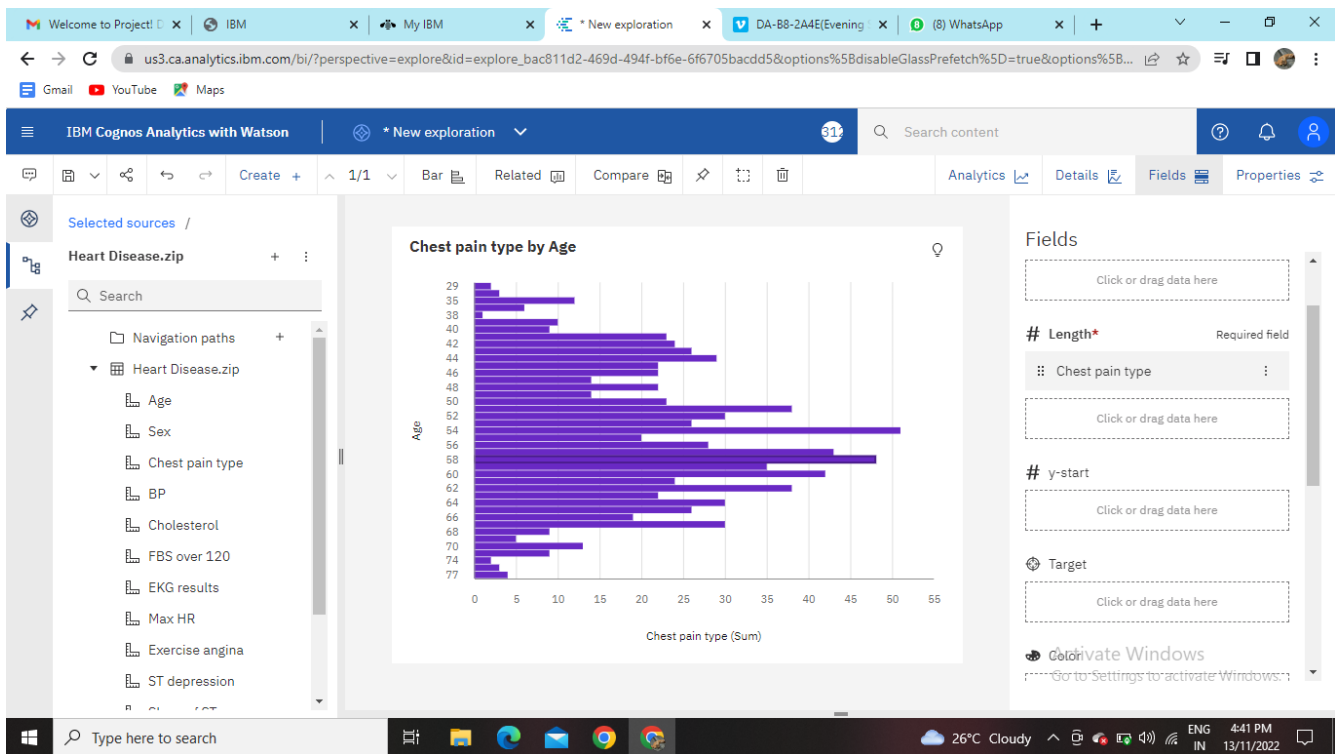 Welcome to Project! D
IBM
My IBM
* New exploration
DA-B8-2A4E(Evening
(8) WhatsApp
us3.ca.analytics.ibm.com/bi/?perspective=explore&id=explore_bac811d2-469d-494f-bf6e-6f6705bacdd5&options%5BdisableGlassPrefetch%5D=true&options%5B...
Gmail YouTube Maps
IBM Cognos Analytics with Watson
* New exploration
Search content
Create +
1/1
Bar
Related
Compare
Analytics
Details
Fields
Properties
Selected sources /
Heart Disease.zip
Search
Navigation paths
Heart Disease.zip
Age
Sex
Chest pain type
BP
Cholesterol
FBS over 120
EKG results
Max HR
Exercise angina
ST depression
Chest pain type by Age
Age
29
35
38
40
42
44
46
48
50
52
54
56
58
60
62
64
66
68
70
74
77
0 5 10 15 20 25 30 35 40 45 50 55
Chest pain type (Sum)
Fields
Click or drag data here
# Length* Required field
Chest pain type
Click or drag data here
# y-start
Click or drag data here
Target
Click or drag data here
Color
Activate Windows
Go to Settings to activate Windows.
Type here to search
26°C Cloudy
ENG
IN
4:41 PM
13/11/2022